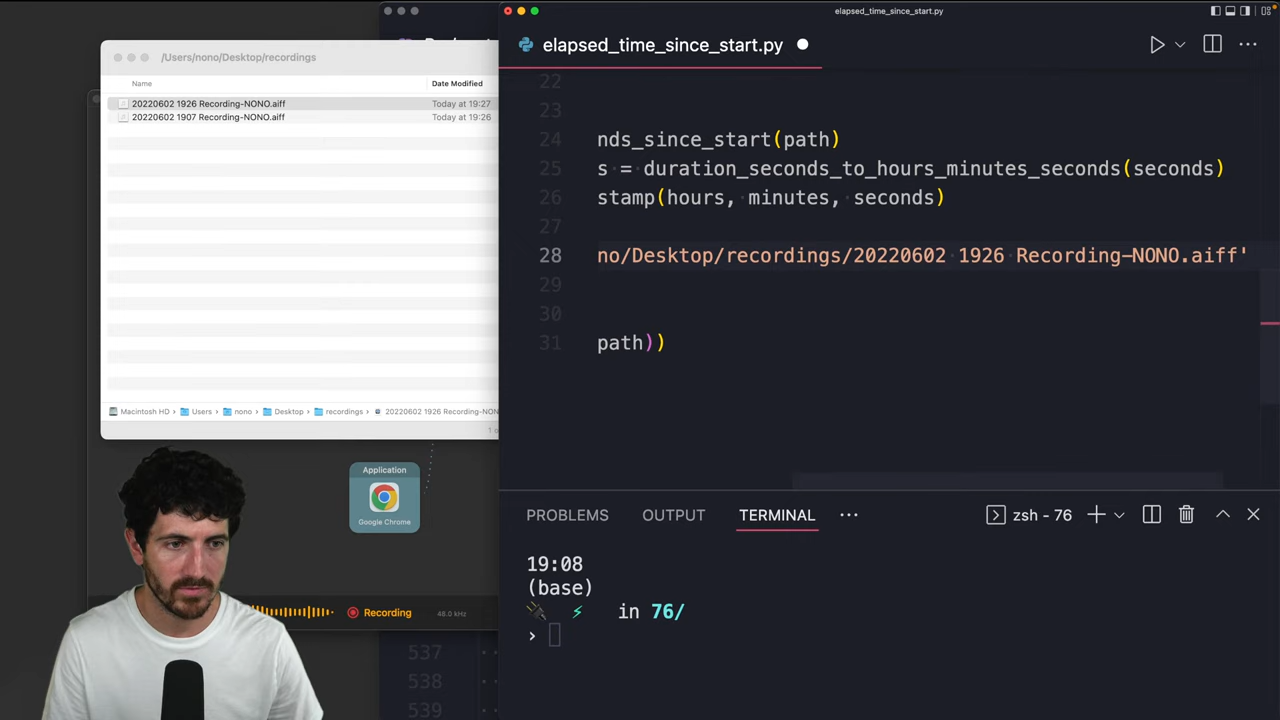 /Users/nono/Desktop/recordings
Name
Date Modified
20220602 1926 Recording-NONO.aiff
Today at 19:27
20220602 1907 Recording-NONO.aiff
Today at 19:26
Macintosh HD › Users › nono › Desktop › recordings › 20220602 1926 Recording-NON
Application
Google Chrome
Recording
48.0 kHz
elapsed_time_since_start.py
elapsed_time_since_start.py
22
23
24 nds_since_start(path)
25 s = duration_seconds_to_hours_minutes_seconds(seconds)
26 stamp(hours, minutes, seconds)
27
28 no/Desktop/recordings/20220602 1926 Recording-NONO.aiff'
29
30
31 path))
PROBLEMS OUTPUT TERMINAL ··· zsh - 76
19:08
(base)
in 76/
›
537
538
539